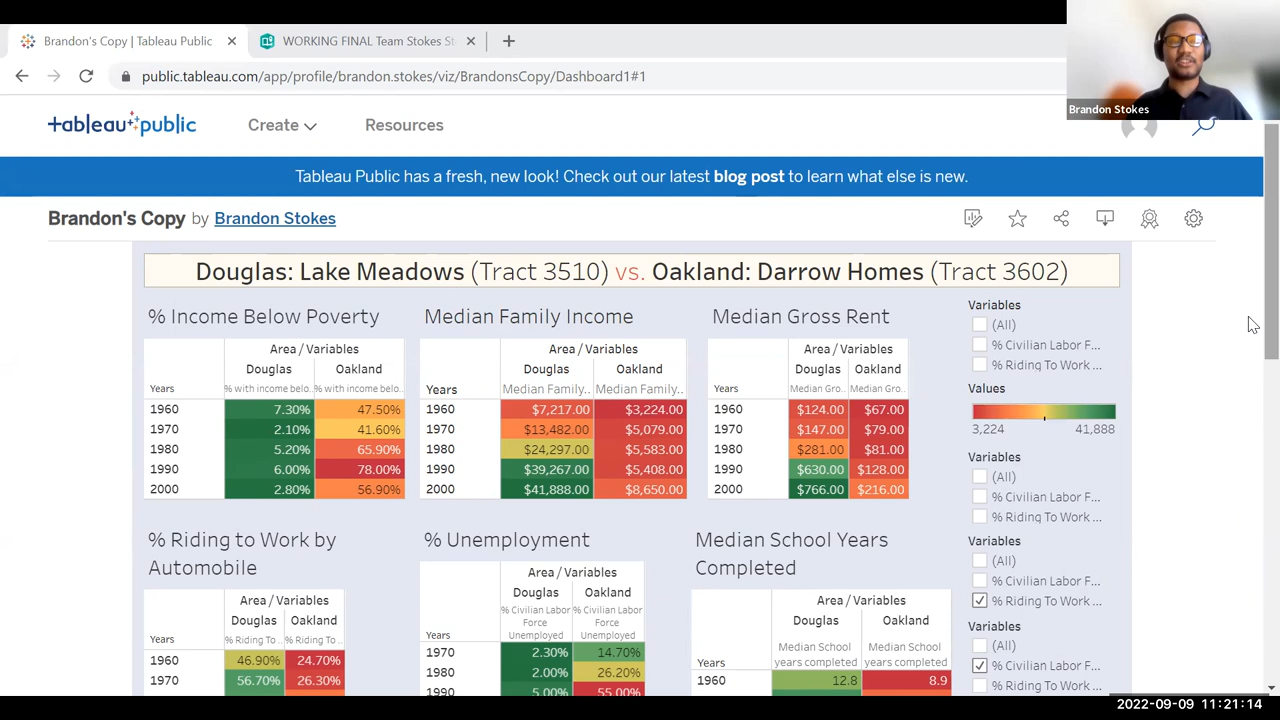 Brandon's Copy | Tableau Public
WORKING FINAL Team Stokes S
public.tableau.com/app/profile/brandon.stokes/viz/BrandonsCopy/Dashboard1#1
Brandon Stokes
tableau public
Create
Resources
Tableau Public has a fresh, new look! Check out our latest blog post to learn what else is new.
Brandon's Copy by Brandon Stokes
Douglas: Lake Meadows (Tract 3510) vs. Oakland: Darrow Homes (Tract 3602)
% Income Below Poverty
Area / Variables
Douglas Oakland
Years % with income belo.. % with income belo..
1960 7.30% 47.50%
1970 2.10% 41.60%
1980 5.20% 65.90%
1990 6.00% 78.00%
2000 2.80% 56.90%
Median Family Income
Area / Variables
Douglas Oakland
Years Median Family.. Median Family..
1960 $7,217.00 $3,224.00
1970 $13,482.00 $5,079.00
1980 $24,297.00 $5,583.00
1990 $39,267.00 $5,408.00
2000 $41,888.00 $8,650.00
Median Gross Rent
Area / Variables
Douglas Oakland
Years Median Gro.. Median Gro..
1960 $124.00 $67.00
1970 $147.00 $79.00
1980 $281.00 $81.00
1990 $630.00 $128.00
2000 $766.00 $216.00
Variables
(All)
% Civilian Labor F...
% Riding To Work ...
Values
3,224 41,888
Variables
(All)
% Civilian Labor F...
% Riding To Work ...
Variables
(All)
% Civilian Labor F...
% Riding To Work ...
Variables
(All)
% Civilian Labor F...
% Riding To Work ...
% Riding to Work by
Automobile
Area / Variables
Douglas Oakland
Years % Riding To .. % Riding To ..
1960 46.90% 24.70%
1970 56.70% 26.30%
% Unemployment
Area / Variables
Douglas Oakland
% Civilian Labor % Civilian Labor
Force Force
Years Unemployed Unemployed
1970 2.30% 14.70%
1980 2.00% 26.20%
1990 5.00% 55.00%
Median School Years
Completed
Area / Variables
Douglas Oakland
Median School Median School
Years years completed years completed
1960 12.8 8.9
2022-09-09 11:21:14